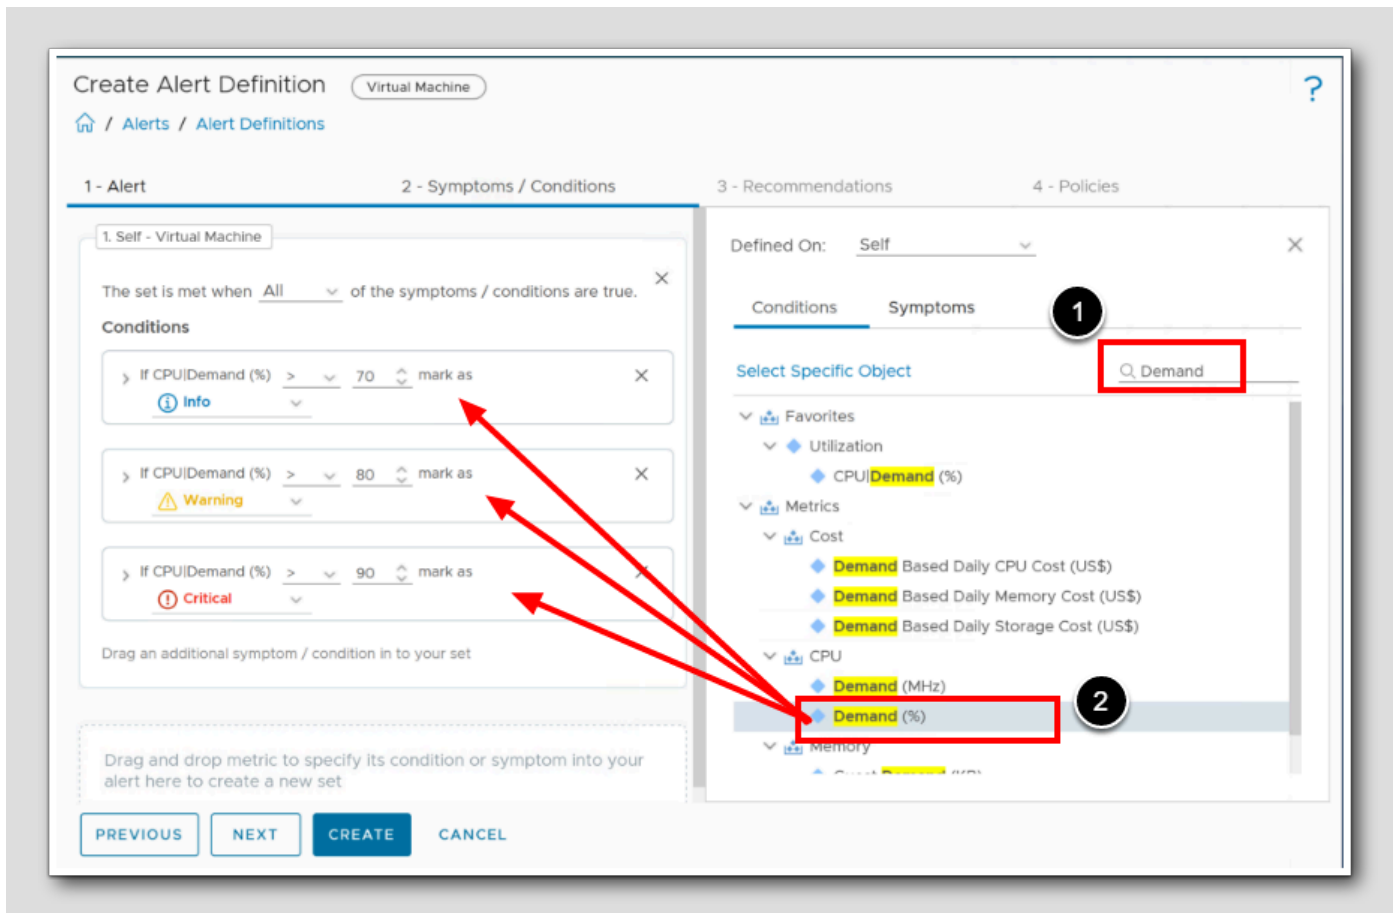 Create Alert Definition Virtual Machine ?
/ Alerts / Alert Definitions
1 - Alert 2 - Symptoms / Conditions 3 - Recommendations 4 - Policies
1. Self - Virtual Machine
The set is met when All of the symptoms / conditions are true.
Conditions
If CPU|Demand (%) > 70 mark as
Info
If CPU|Demand (%) > 80 mark as
Warning
If CPU|Demand (%) > 90 mark as
Critical
Drag an additional symptom / condition in to your set
Drag and drop metric to specify its condition or symptom into your
alert here to create a new set
Defined On: Self
Conditions Symptoms
1
Select Specific Object Demand
Favorites
Utilization
CPU|Demand (%)
Metrics
Cost
Demand Based Daily CPU Cost (US$)
Demand Based Daily Memory Cost (US$)
Demand Based Daily Storage Cost (US$)
CPU
Demand (MHz)
Demand (%)
2
Memory
Guest Demand (KB)
PREVIOUS NEXT CREATE CANCEL